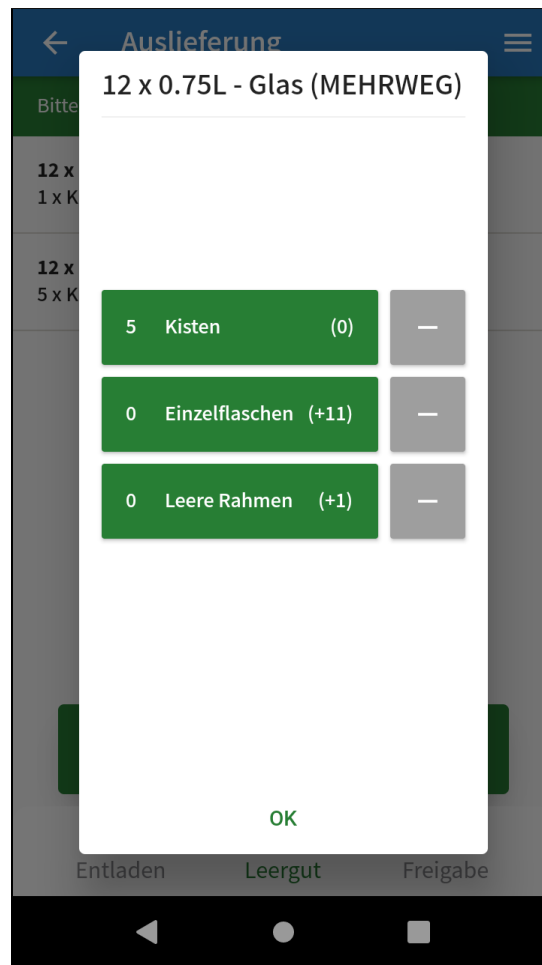 Auslieferung
12 x 0.75L - Glas (MEHRWEG)
Bitte
12 x
1 x K
12 x
5 x K
5 Kisten (0)
0 Einzelflaschen (+11)
0 Leere Rahmen (+1)
OK
Entladen Leergut Freigabe